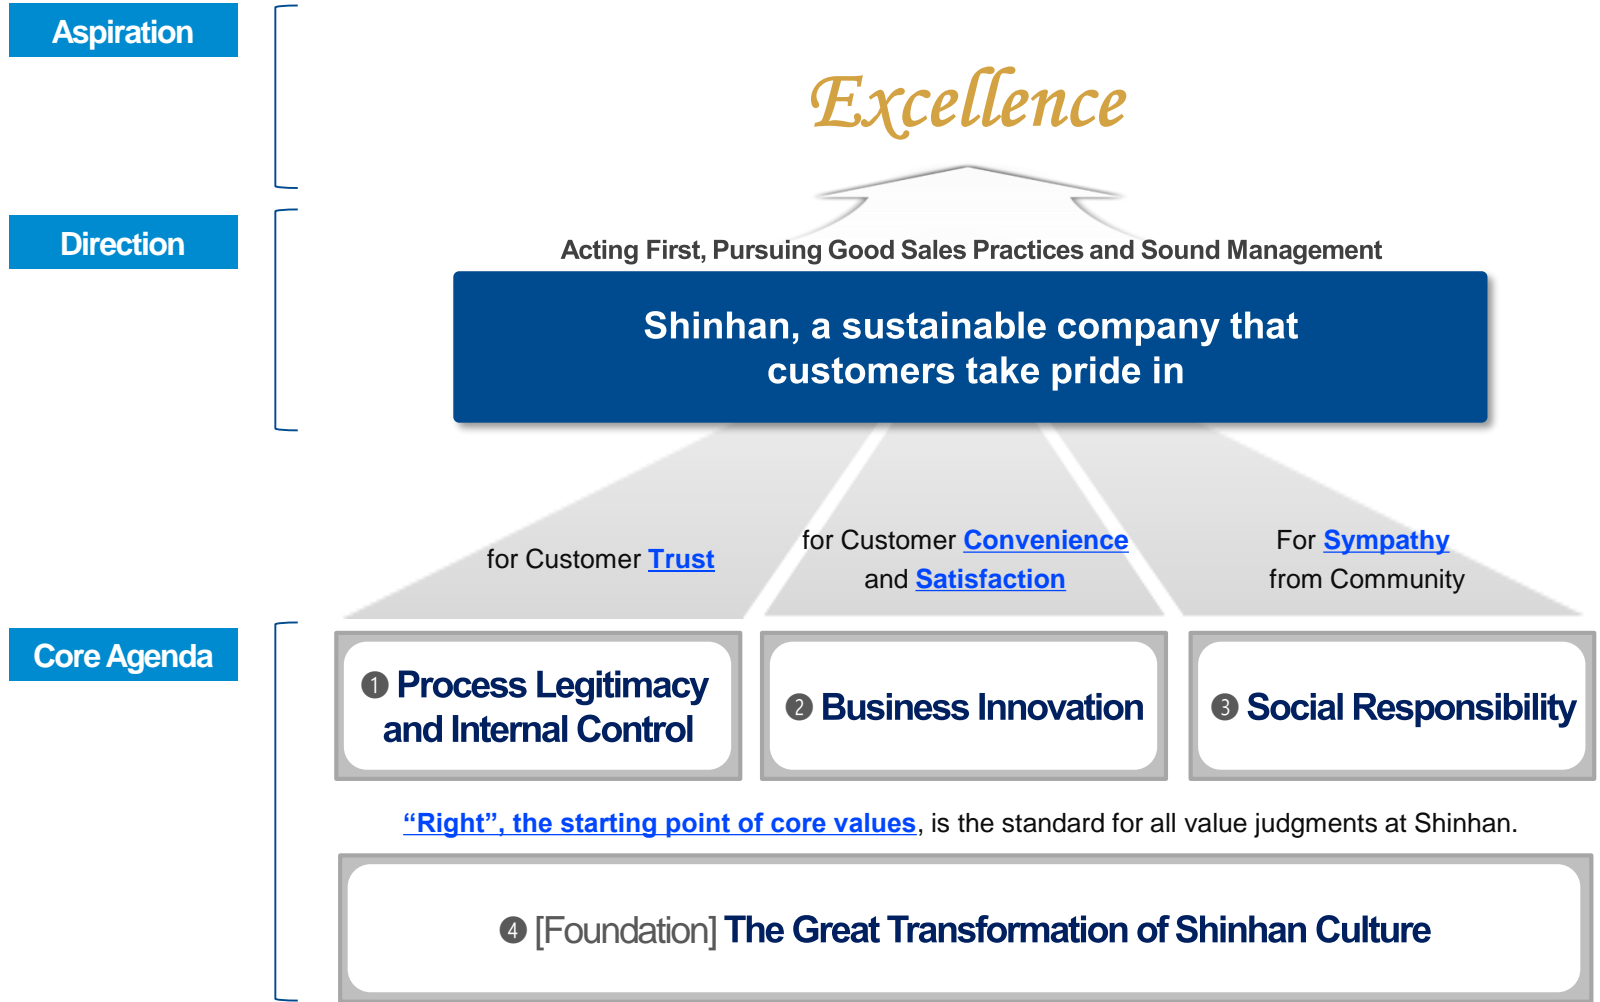 Aspiration
Excellence
Direction
Acting First, Pursuing Good Sales Practices and Sound Management
Shinhan, a sustainable company that
customers take pride in
for Customer Trust
for Customer Convenience
and Satisfaction
For Sympathy
from Community
Core Agenda
❶ Process Legitimacy
and Internal Control
❷ Business Innovation
❸ Social Responsibility
“Right”, the starting point of core values, is the standard for all value judgments at Shinhan.
❹ [Foundation] The Great Transformation of Shinhan Culture